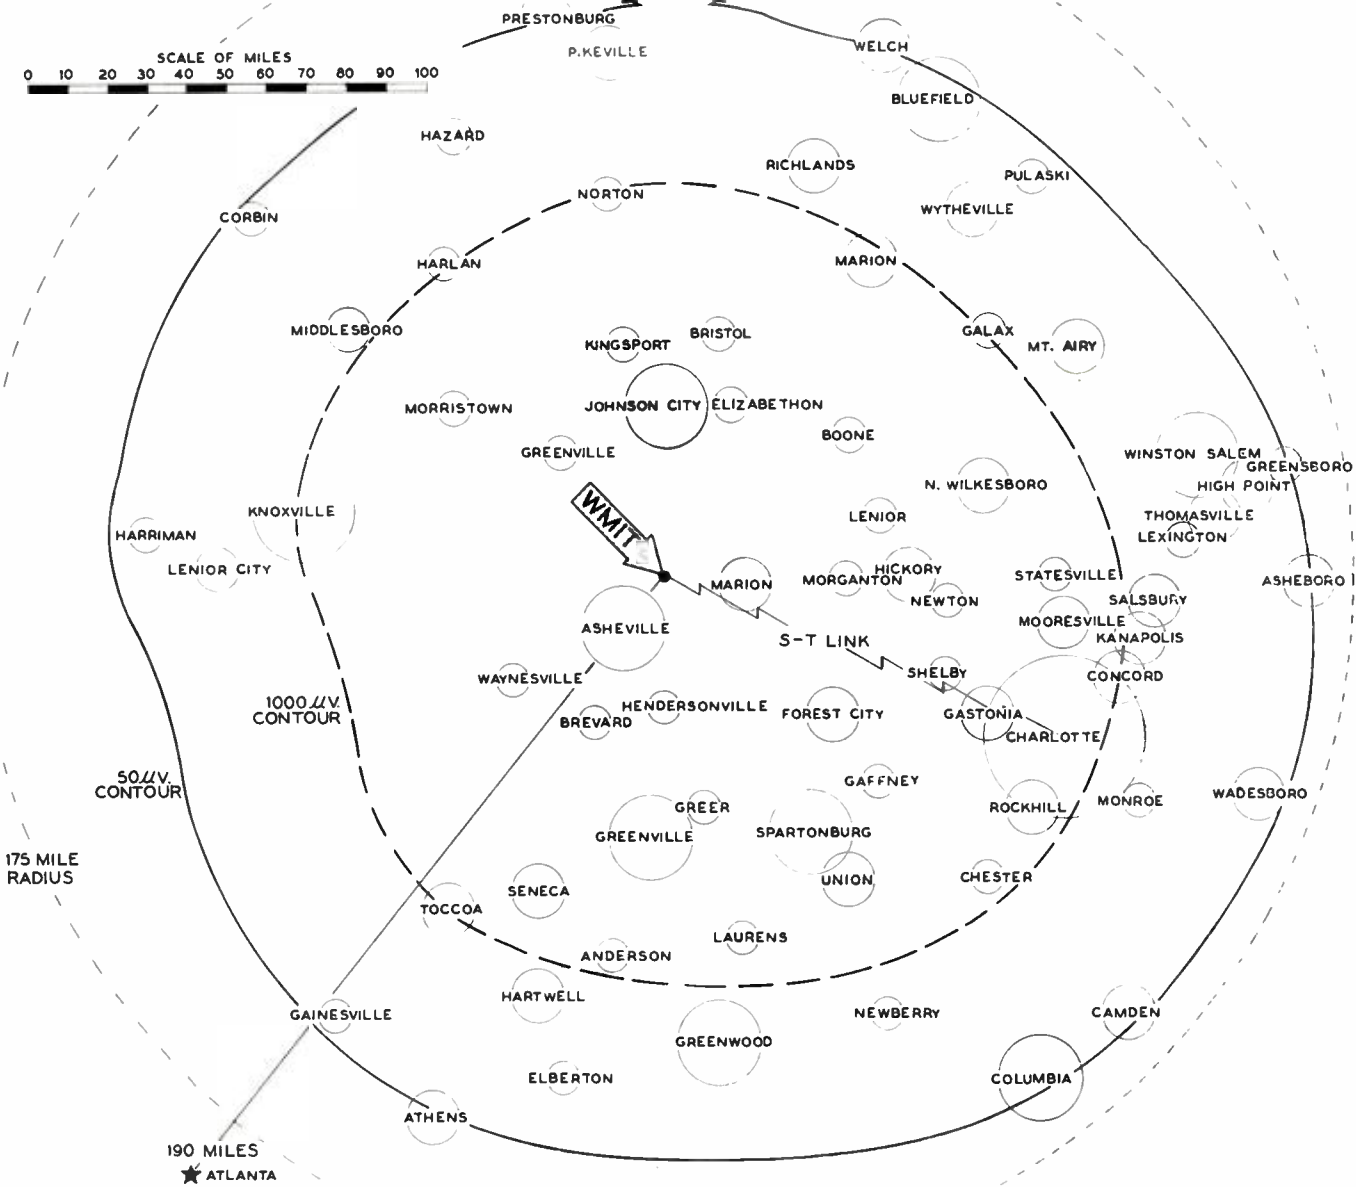 PRESTONBURG
P.KEVILLE
WELCH
SCALE OF MILES
0 10 20 30 40 50 60 70 80 90 100
BLUEFIELD
HAZARD
RICHLANDS
PULASKI
NORTON
WYTHEVILLE
CORBIN
HARLAN
MARION
MIDDLESBORO
KINGSPORT
BRISTOL
GALAX
MT. AIRY
MORRISTOWN
JOHNSON CITY
ELIZABETHON
BOONE
GREENVILLE
WINSTON SALEM
GREENSBORO
N. WILKESBORO
HIGH POINT
KNOXVILLE
WMIT
LENIOR
THOMASVILLE
HARRIMAN
LEXINGTON
LENIOR CITY
MARION
MORGANTON
HICKORY
STATESVILLE
ASHEBORO
NEWTON
SALSBURY
ASHEVILLE
S-T LINK
MOORESVILLE
KANAPOLIS
WAYNESVILLE
SHELBY
CONCORD
1000 μV.
CONTOUR
HENDERSONVILLE
BREVARD
FOREST CITY
GASTONIA
CHARLOTTE
50 μV.
CONTOUR
GAFFNEY
WADESBORO
GREER
ROCKHILL
MONROE
GREENVILLE
SPARTONBURG
175 MILE
RADIUS
SENECA
UNION
CHESTER
TOCCOA
LAURENS
ANDERSON
HARTWELL
GAINESVILLE
NEWBERRY
CAMDEN
GREENWOOD
ELBERTON
COLUMBIA
ATHENS
190 MILES
ATLANTA